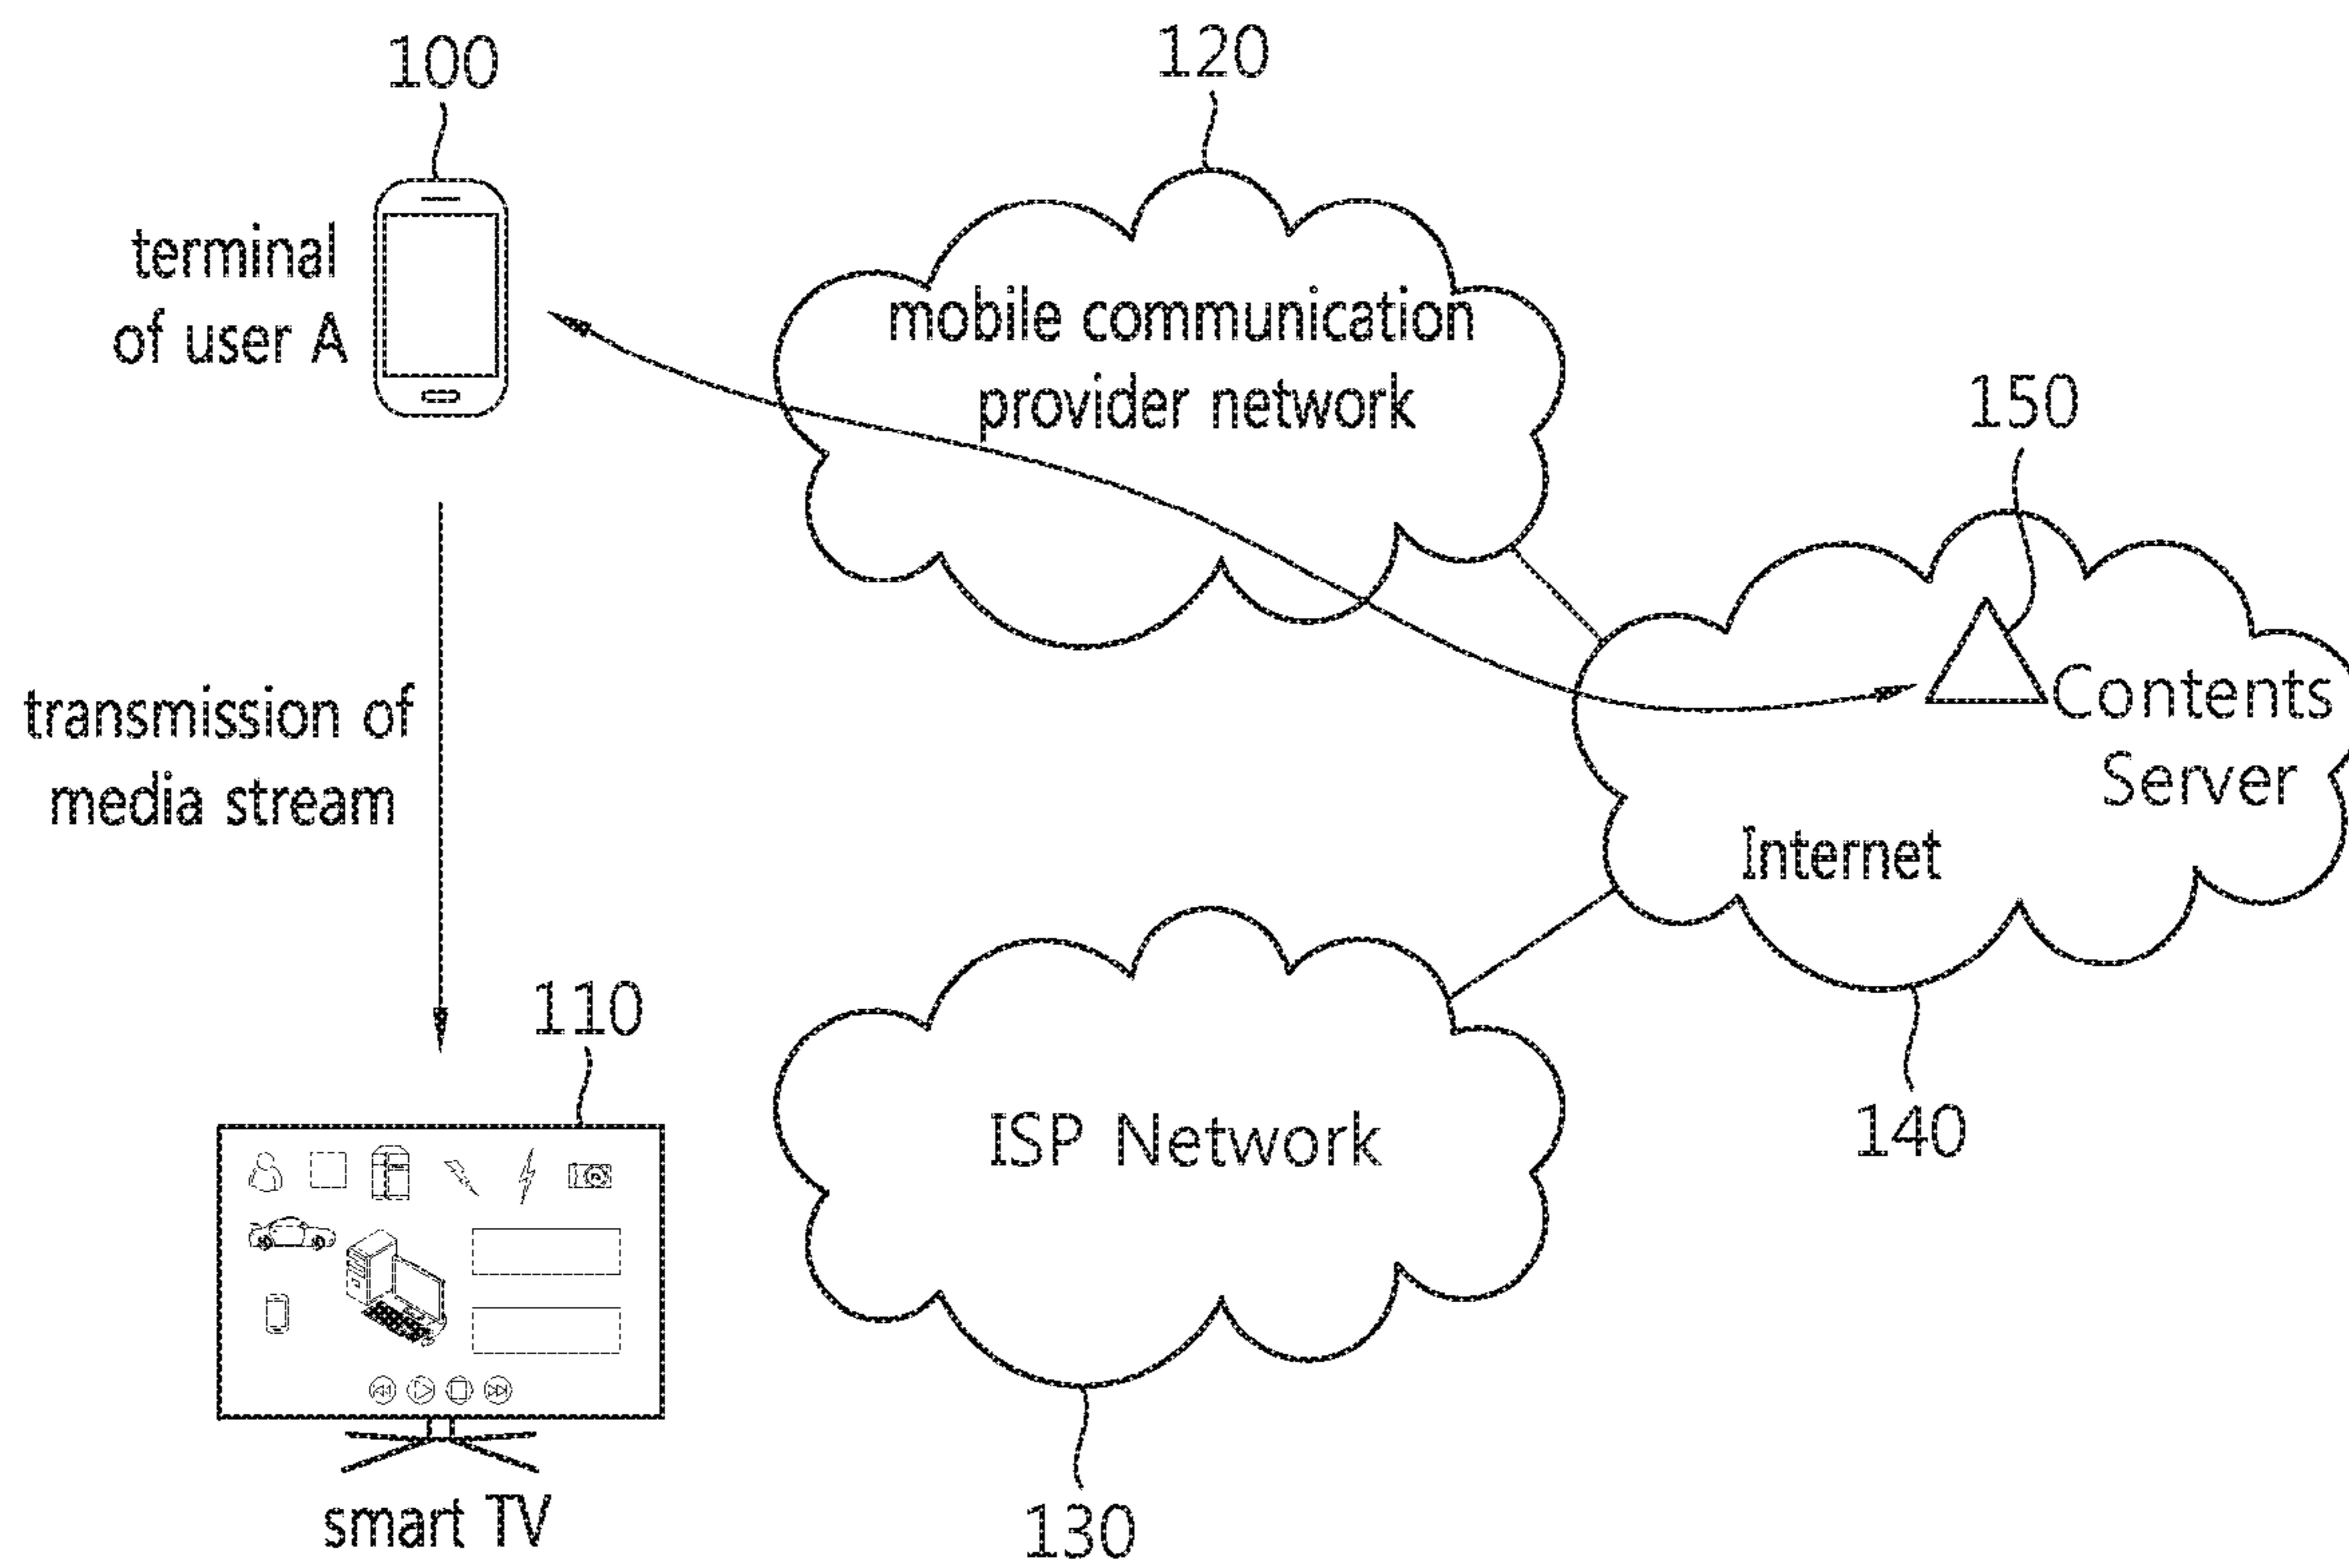 100
120
terminal
of user A
mobile communication
provider network
150
transmission of
media stream
Contents
Server
Internet
110
ISP Network
140
smart TV
130